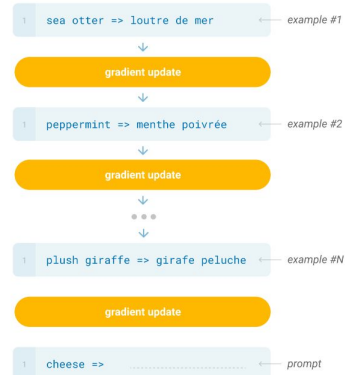 1 sea otter => loutre de mer example #1
gradient update
1 peppermint => menthe poivrée example #2
gradient update
1 plush giraffe => girafe peluche example #N
gradient update
1 cheese => prompt